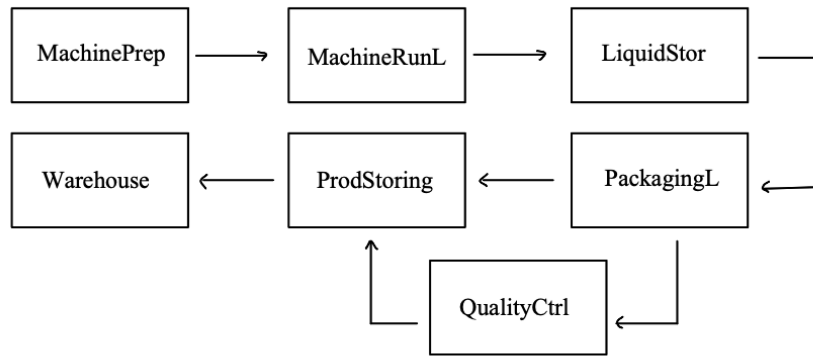 MachinePrep
MachineRunL
LiquidStor
Warehouse
ProdStoring
PackagingL
QualityCtrl